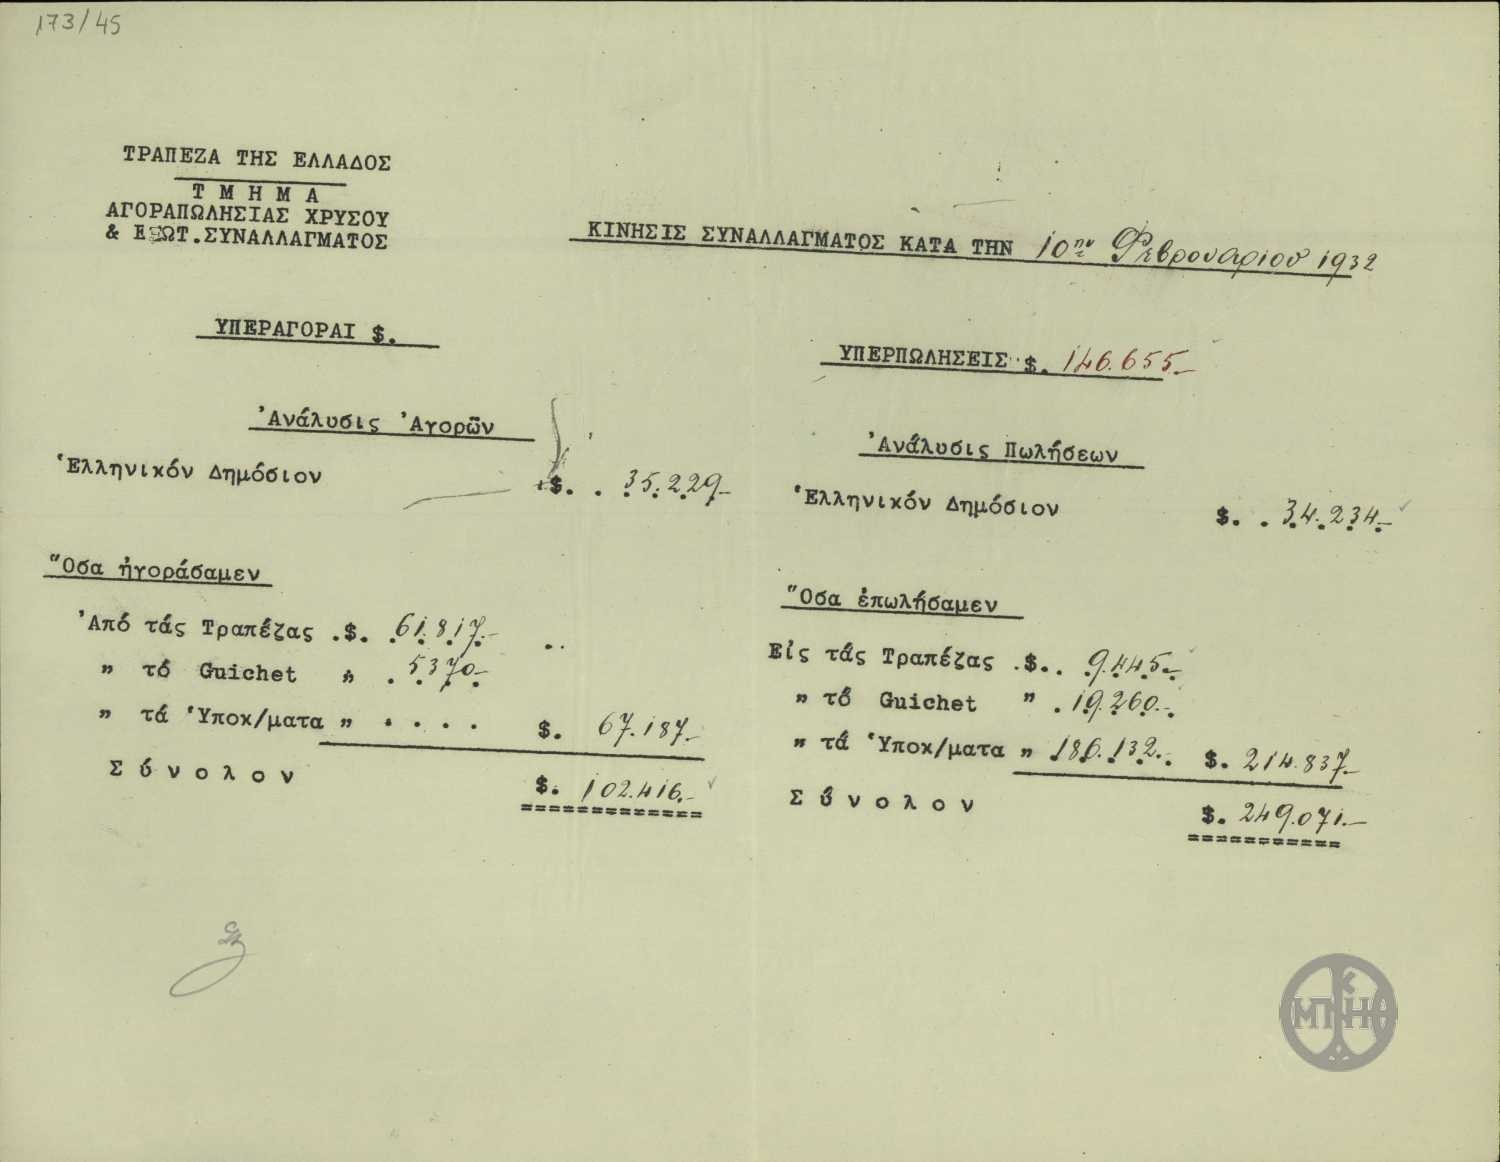 173/45
ΤΡΑΠΕΖΑ ΤΗΣ ΕΛΛΑΔΟΣ
Τ Μ Η Μ Α
ΑΓΟΡΑΠΩΛΗΣΙΑΣ ΧΡΥΣΟΥ
& ΕΞΩΤ.ΣΥΝΑΛΛΑΓΜΑΤΟΣ
ΚΙΝΗΣΙΣ ΣΥΝΑΛΛΑΓΜΑΤΟΣ ΚΑΤΑ ΤΗΝ 10ην Φεβρουαρίου 1932
ΥΠΕΡΑΓΟΡΑΙ $.
Ἀνάλυσις Ἀγορῶν
Ἑλληνικόν Δημόσιον $. . 35.229.-
Ὅσα ἠγοράσαμεν
Ἀπό τάς Τραπέζας .$. 61.817.- ..
" τό Guichet " . 5370.-
" τά Ὑποκ/ματα " . . . . $. 67.187.-
Σ ύ ν ο λ ο ν $. 102.416.-
============
ΥΠΕΡΠΩΛΗΣΕΙΣ $. 146.655.-
Ἀνάλυσις Πωλήσεων
Ἑλληνικόν Δημόσιον $. . 34.234.-
Ὅσα ἐπωλήσαμεν
Εἰς τάς Τραπέζας .$.. 9.445.-
" τό Guichet " . 19.260.-
" τά Ὑποκ/ματα " 186.132.- $. 214.837.-
Σ ύ ν ο λ ο ν $. 249.071.-
===========
ΜΠΝΗΑ